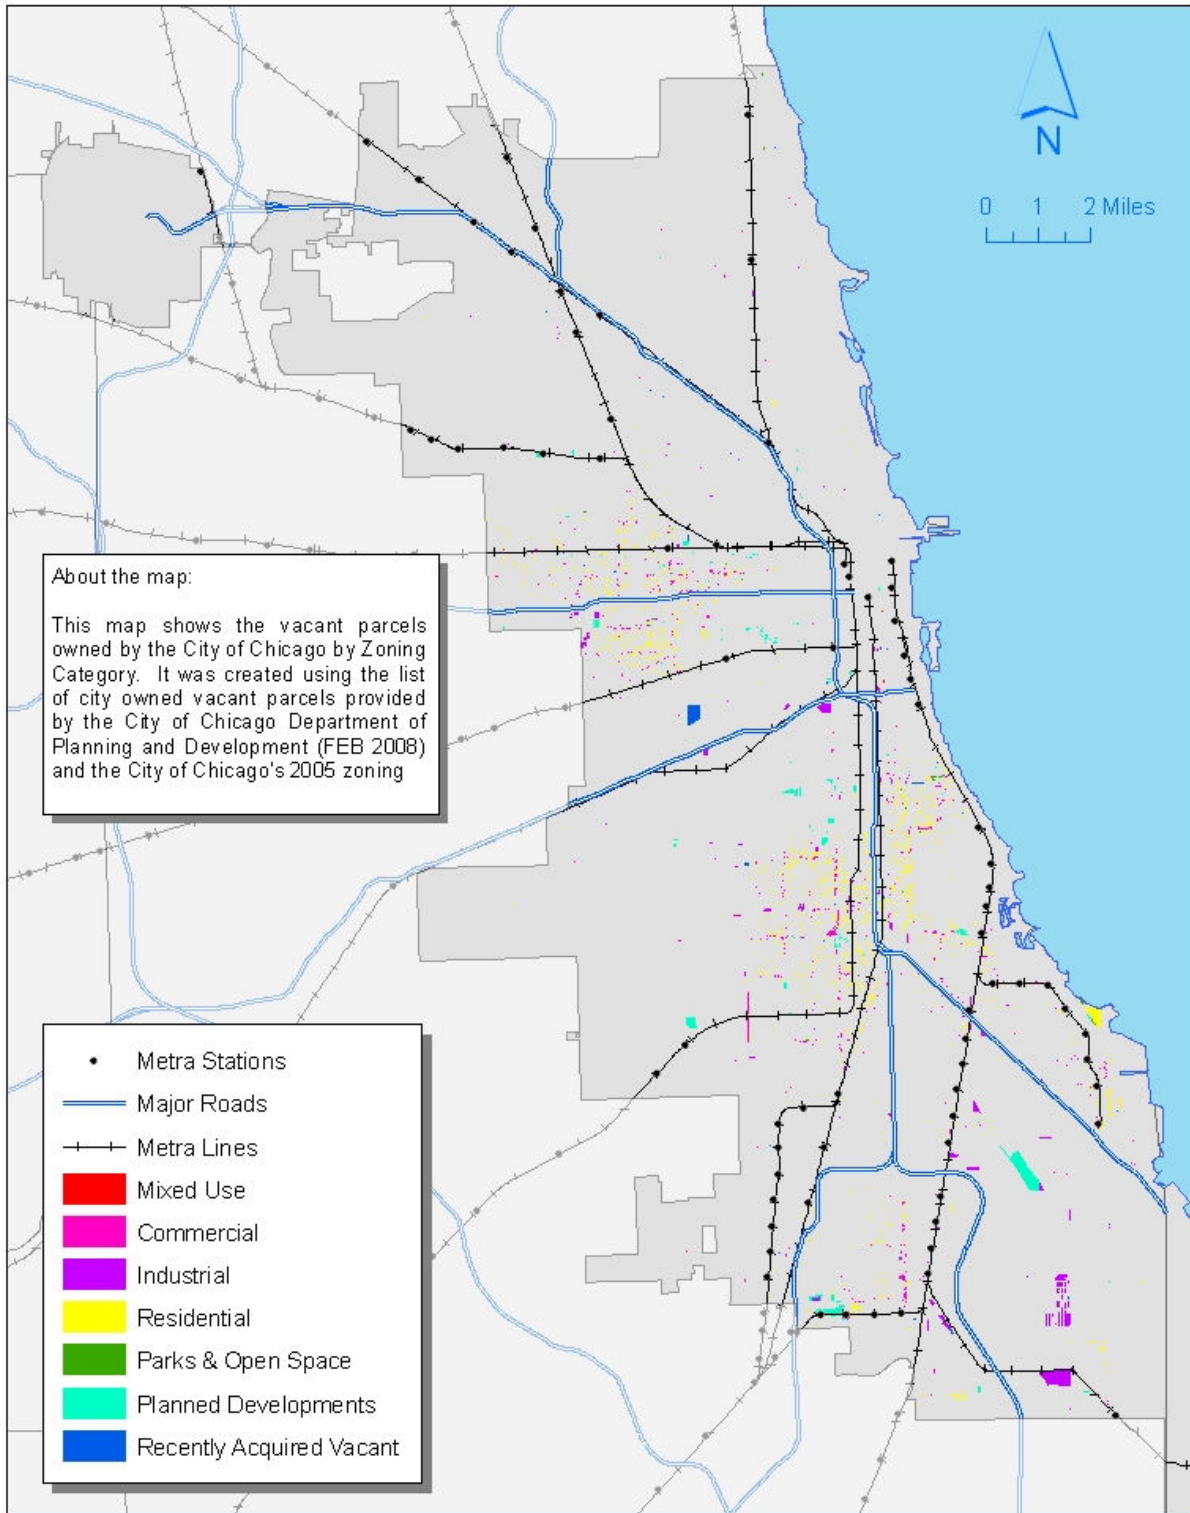 N
0 1 2 Miles
About the map:
This map shows the vacant parcels
owned by the City of Chicago by Zoning
Category. It was created using the list
of city owned vacant parcels provided
by the City of Chicago Department of
Planning and Development (FEB 2008)
and the City of Chicago's 2005 zoning
Metra Stations
Major Roads
Metra Lines
Mixed Use
Commercial
Industrial
Residential
Parks & Open Space
Planned Developments
Recently Acquired Vacant